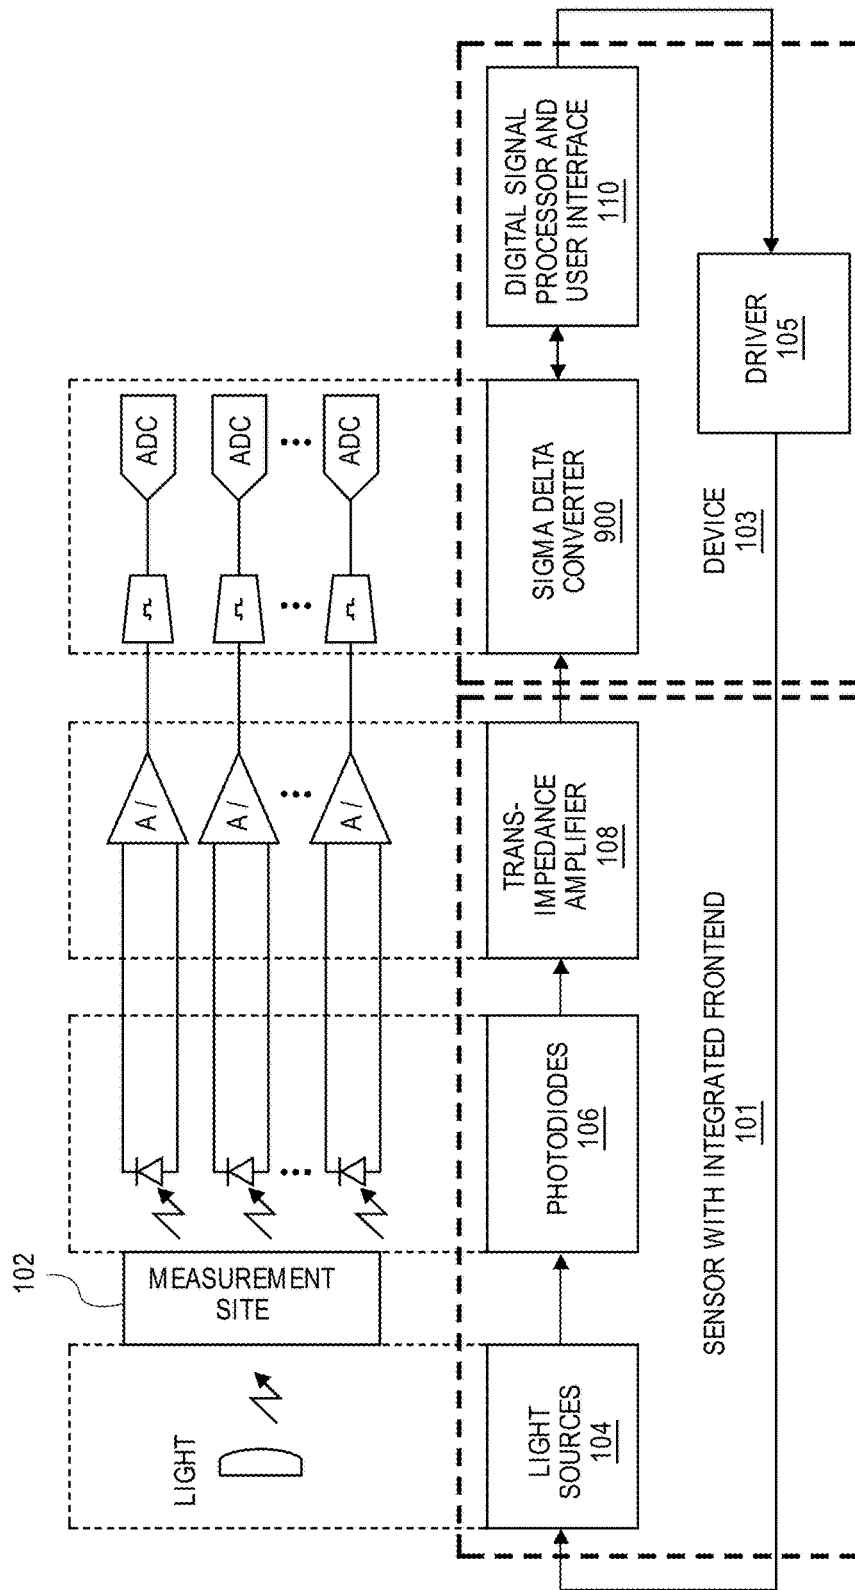 102
LIGHT
MEASUREMENT
SITE
A /
A /
A /
ADC
ADC
ADC
LIGHT
SOURCES
104
PHOTODIODES
106
TRANS-
IMPEDANCE
AMPLIFIER
108
SIGMA DELTA
CONVERTER
900
DIGITAL SIGNAL
PROCESSOR AND
USER INTERFACE
110
SENSOR WITH INTEGRATED FRONTEND
101
DEVICE
103
DRIVER
105